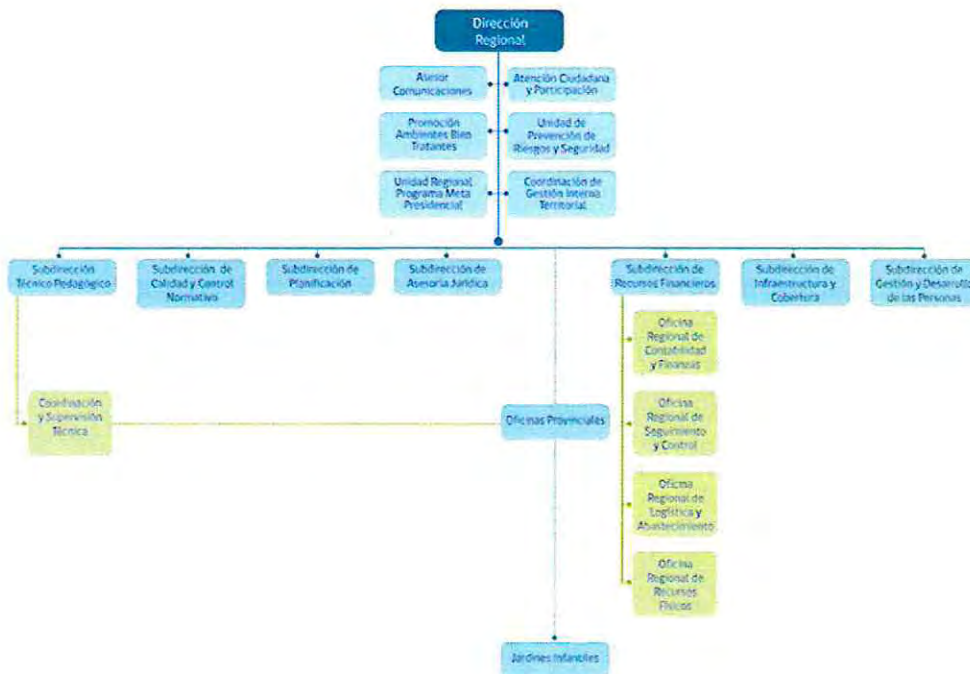 Dirección
Regional
Asesor
Comunicaciones
Atención Ciudadana
y Participación
Promoción
Ambientes Bien
Tratantes
Unidad de
Prevención de
Riesgos y Seguridad
Unidad Regional
Programa Meta
Presidencial
Coordinación de
Gestión Interna
Territorial
Subdirección
Técnico Pedagógico
Subdirección de
Calidad y Control
Normativo
Subdirección de
Planificación
Subdirección de
Asesoría Jurídica
Subdirección de
Recursos Financieros
Subdirección de
Infraestructura y
Cobertura
Subdirección de
Gestión y Desarrollo
de las Personas
Oficina
Regional de
Contabilidad
y Finanzas
Coordinación
y Supervisión
Técnica
Oficinas Provinciales
Oficina
Regional de
Seguimiento
y Control
Oficina
Regional de
Logística y
Abastecimiento
Oficina
Regional de
Recursos
Físicos
Jardines Infantiles